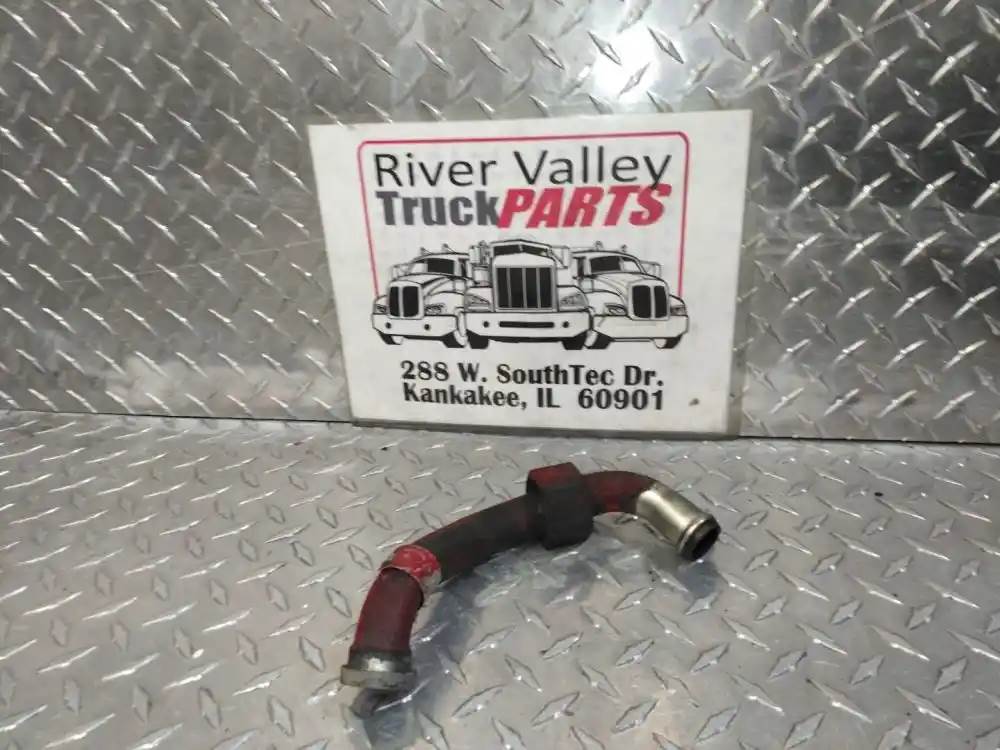 River Valley
TruckPARTS
288 W. SouthTec Dr.
Kankakee, IL 60901